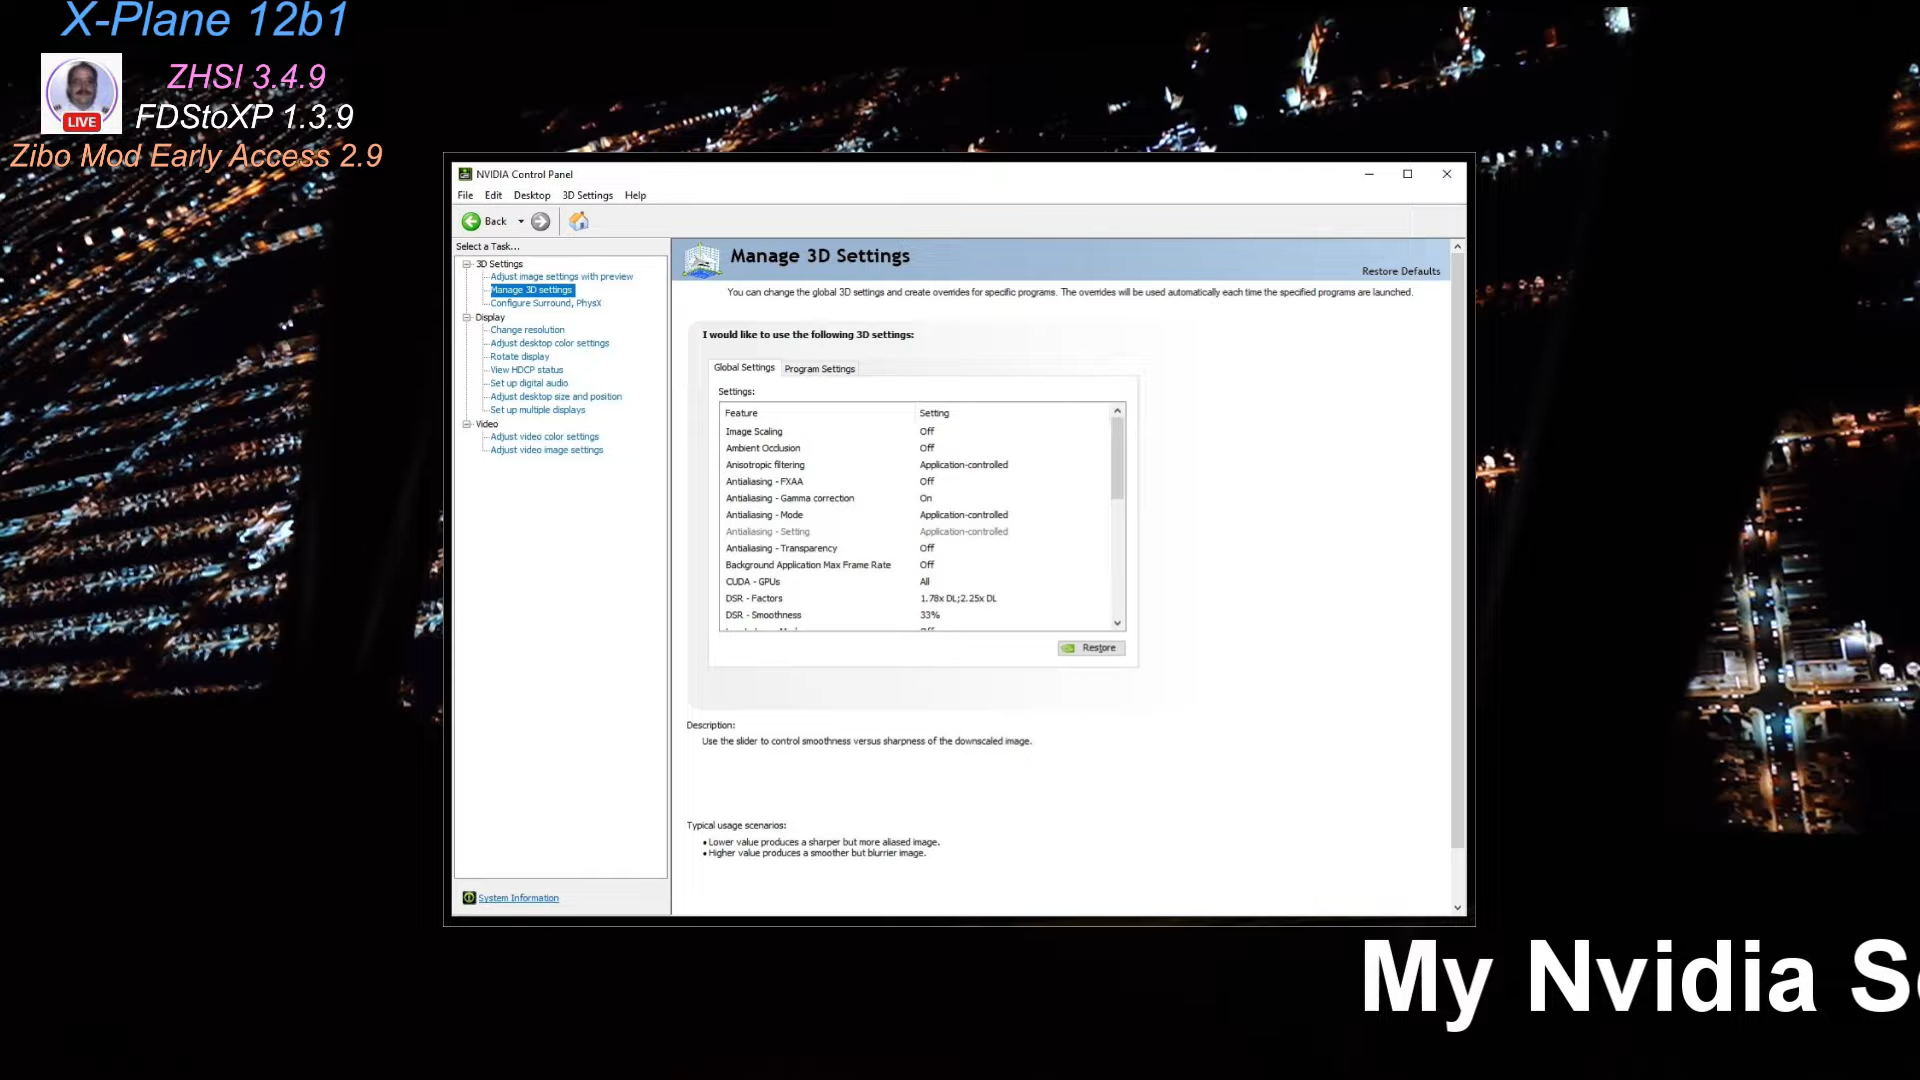 X-Plane 12b1
ZHSI 3.4.9
LIVE
FDStoXP 1.3.9
Zibo Mod Early Access 2.9
NVIDIA Control Panel
File Edit Desktop 3D Settings Help
Back
Select a Task...
3D Settings
Adjust image settings with preview
Manage 3D settings
Configure Surround, PhysX
Display
Change resolution
Adjust desktop color settings
Rotate display
View HDCP status
Set up digital audio
Adjust desktop size and position
Set up multiple displays
Video
Adjust video color settings
Adjust video image settings
System Information
Manage 3D Settings
Restore Defaults
You can change the global 3D settings and create overrides for specific programs. The overrides will be used automatically each time the specified programs are launched.
I would like to use the following 3D settings:
Global Settings Program Settings
Settings:
Feature Setting
Image Scaling Off
Ambient Occlusion Off
Anisotropic filtering Application-controlled
Antialiasing - FXAA Off
Antialiasing - Gamma correction On
Antialiasing - Mode Application-controlled
Antialiasing - Setting Application-controlled
Antialiasing - Transparency Off
Background Application Max Frame Rate Off
CUDA - GPUs All
DSR - Factors 1.78x DL;2.25x DL
DSR - Smoothness 33%
Restore
Description:
Use the slider to control smoothness versus sharpness of the downscaled image.
Typical usage scenarios:
• Lower value produces a sharper but more aliased image.
• Higher value produces a smoother but blurrier image.
My Nvidia